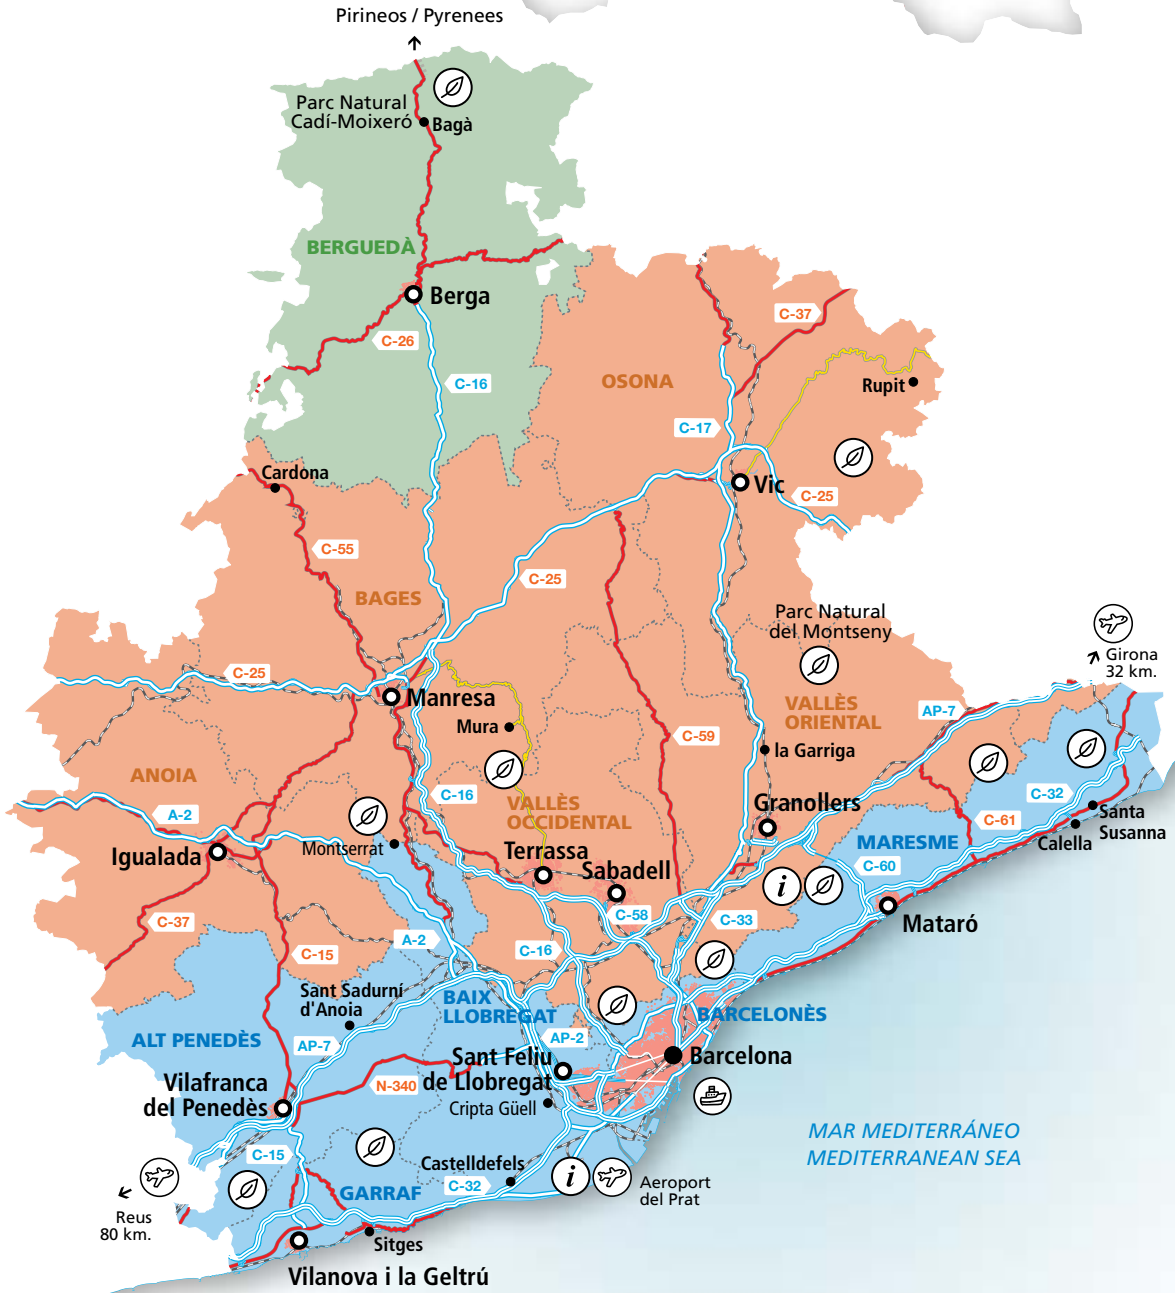 Pirineos / Pyrenees
Parc Natural
Cadí-Moixeró
Bagà
BERGUEDÀ
Berga
C-26
C-16
C-37
OSONA
Rupit
C-17
Vic
C-25
Cardona
C-55
C-25
BAGES
Parc Natural
del Montseny
Girona
32 km.
C-25
Manresa
Mura
C-59
VALLÈS
ORIENTAL
AP-7
la Garriga
ANOIA
A-2
C-16
VALLÈS
OCCIDENTAL
Granollers
C-32
C-61
Santa
Susanna
Calella
Igualada
Montserrat
Terrassa
Sabadell
MARESME
C-60
C-37
C-15
A-2
C-16
C-58
C-33
Mataró
Sant Sadurní
d'Anoia
BAIX
LLOBREGAT
BARCELONÈS
ALT PENEDÈS
AP-7
AP-2
Sant Feliu
de Llobregat
Barcelona
N-340
Vilafranca
del Penedès
Cripta Güell
C-15
MAR MEDITERRÁNEO
MEDITERRANEAN SEA
Castelldefels
C-32
i
i
Aeroport
del Prat
GARRAF
Reus
80 km.
Sitges
Vilanova i la Geltrú